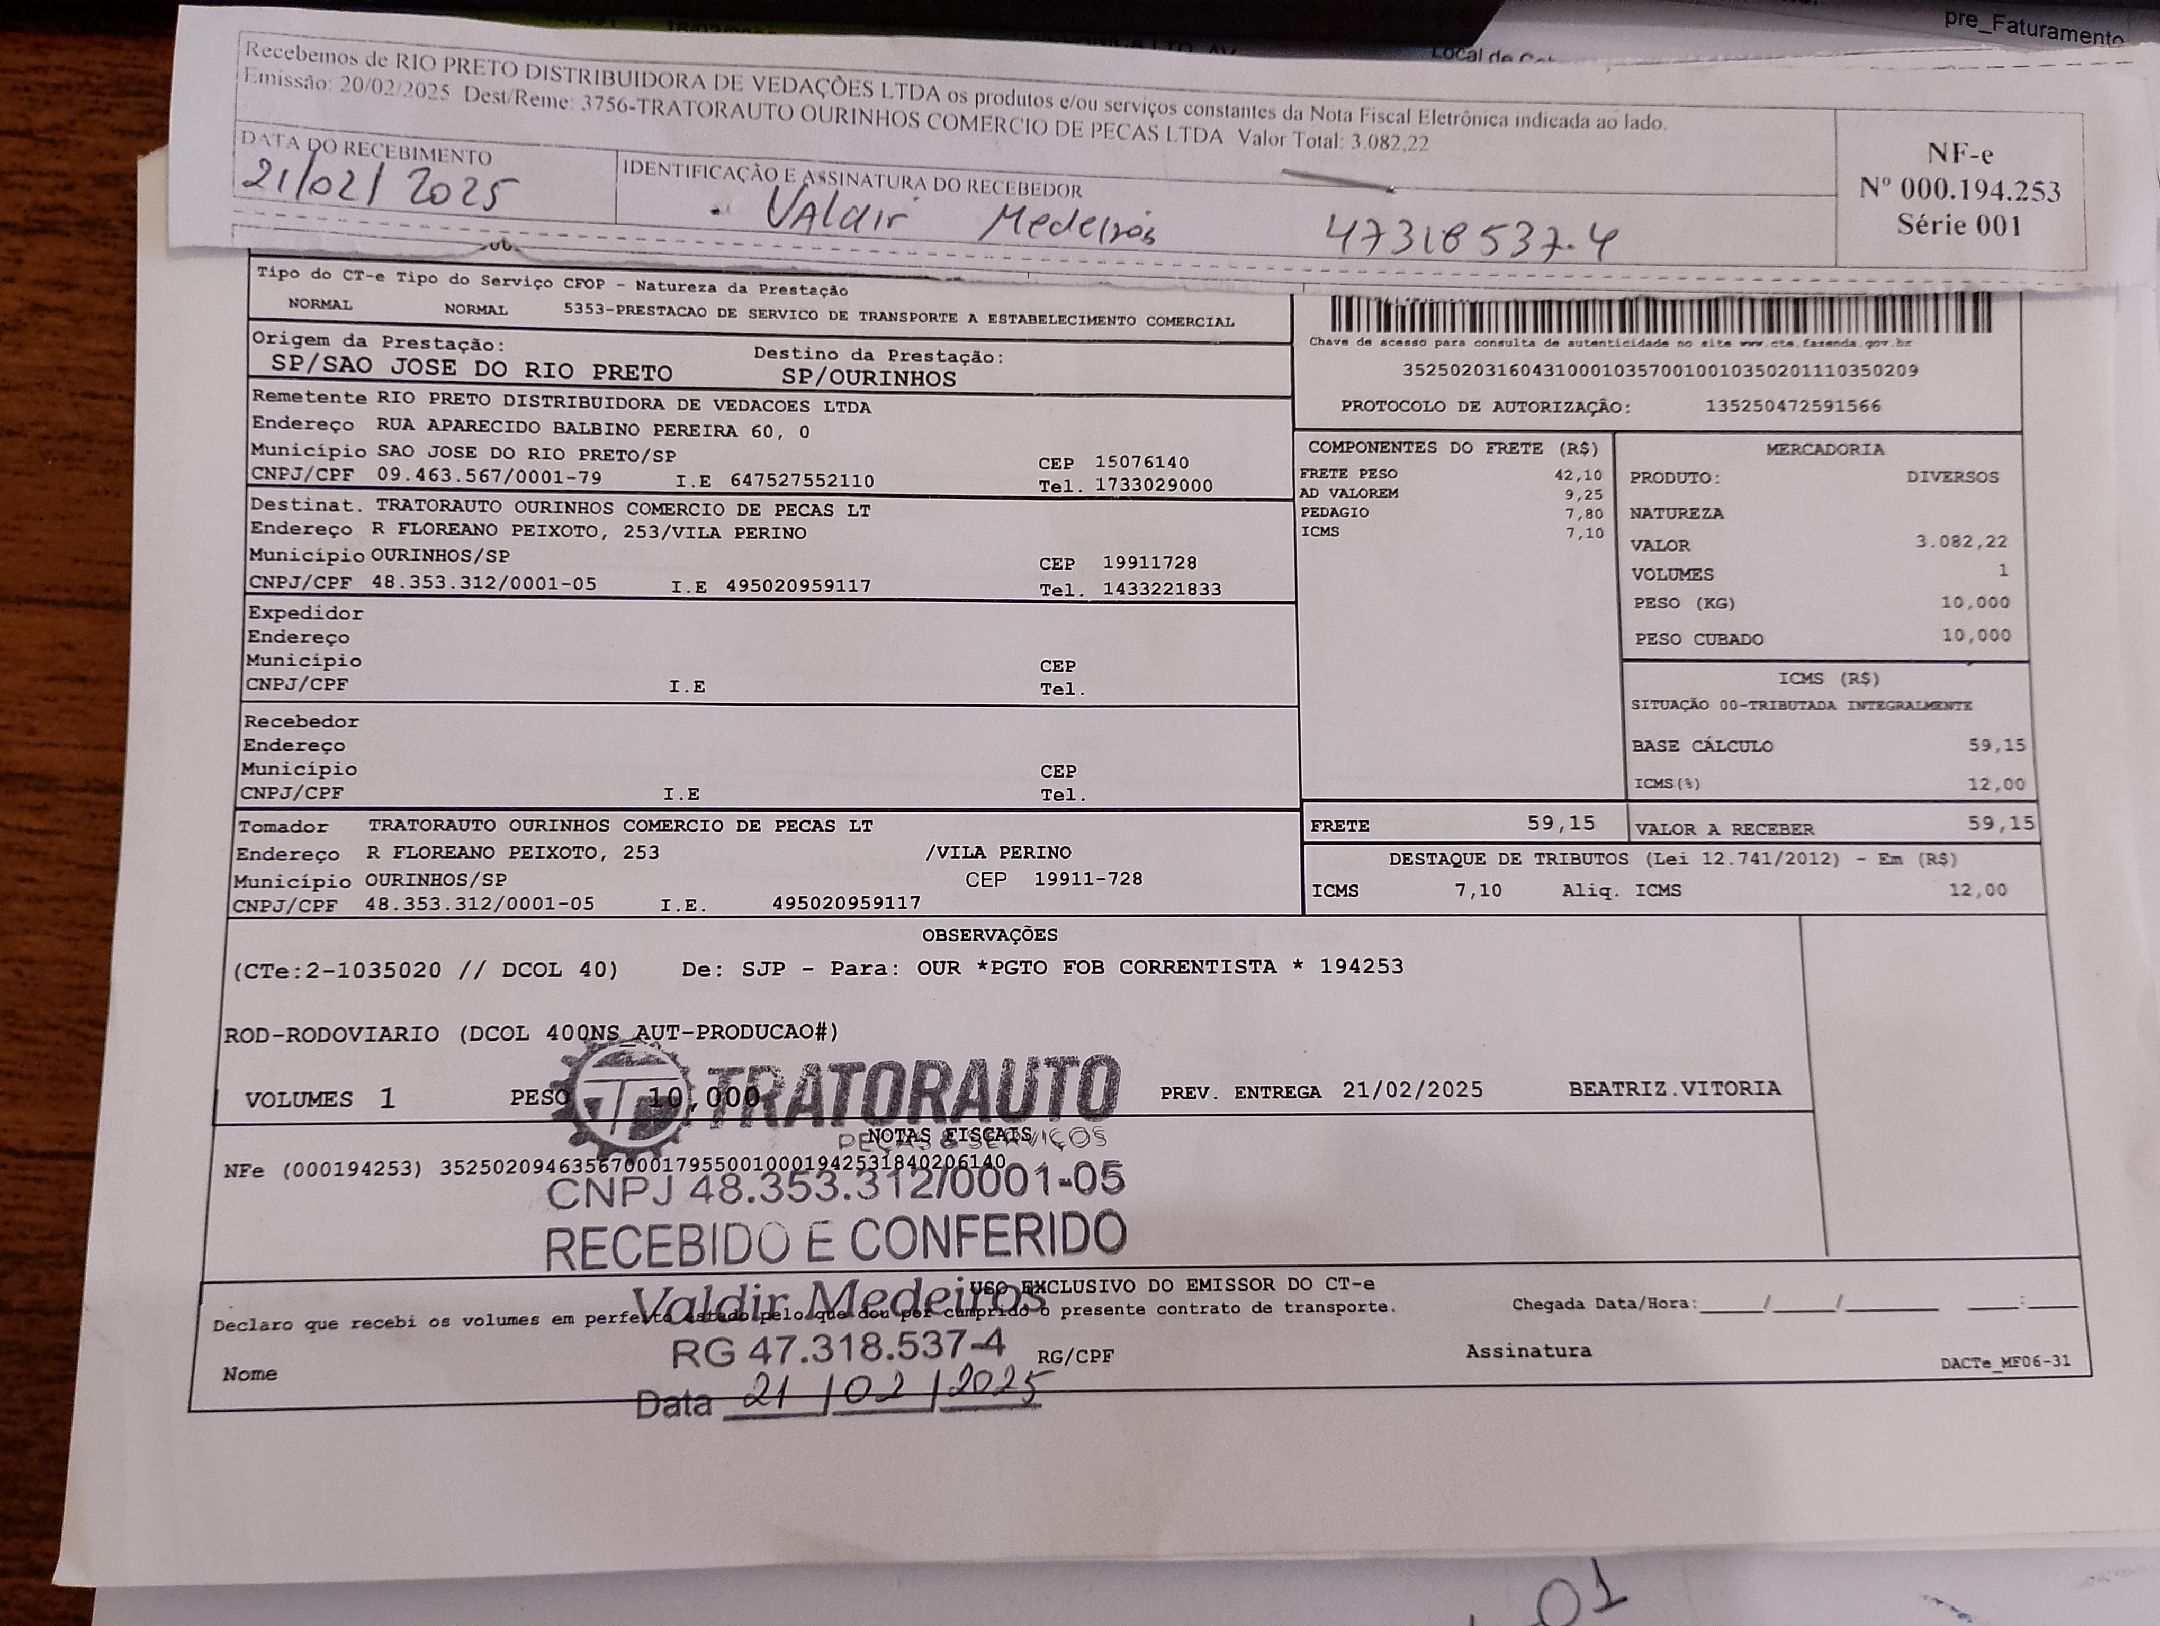 pre_Faturamento
Recebemos de RIO PRETO DISTRIBUIDORA DE VEDAÇÕES LTDA os produtos e/ou serviços constantes da Nota Fiscal Eletrônica indicada ao lado.
Emissão: 20/02/2025 Dest/Reme: 3756-TRATORAUTO OURINHOS COMERCIO DE PECAS LTDA Valor Total: 3.082,22
DATA DO RECEBIMENTO
21/02/2025
IDENTIFICAÇÃO E ASSINATURA DO RECEBEDOR
Valdir Medeiros 47318537-4
NF-e
Nº 000.194.253
Série 001
Tipo do CT-e Tipo do Serviço CFOP - Natureza da Prestação
NORMAL NORMAL 5353-PRESTACAO DE SERVICO DE TRANSPORTE A ESTABELECIMENTO COMERCIAL
Origem da Prestação: Destino da Prestação:
SP/SAO JOSE DO RIO PRETO SP/OURINHOS
Chave de acesso para consulta de autenticidade no site www.cte.fazenda.gov.br
35250203160431000103570010010350201110350209
PROTOCOLO DE AUTORIZAÇÃO: 135250472591566
Remetente RIO PRETO DISTRIBUIDORA DE VEDACOES LTDA
Endereço RUA APARECIDO BALBINO PEREIRA 60, 0
Município SAO JOSE DO RIO PRETO/SP CEP 15076140
CNPJ/CPF 09.463.567/0001-79 I.E 647527552110 Tel. 1733029000
Destinat. TRATORAUTO OURINHOS COMERCIO DE PECAS LT
Endereço R FLOREANO PEIXOTO, 253/VILA PERINO
Município OURINHOS/SP CEP 19911728
CNPJ/CPF 48.353.312/0001-05 I.E 495020959117 Tel. 1433221833
Expedidor
Endereço
Município CEP
CNPJ/CPF I.E Tel.
Recebedor
Endereço
Município CEP
CNPJ/CPF I.E Tel.
Tomador TRATORAUTO OURINHOS COMERCIO DE PECAS LT
Endereço R FLOREANO PEIXOTO, 253 /VILA PERINO
Município OURINHOS/SP CEP 19911-728
CNPJ/CPF 48.353.312/0001-05 I.E. 495020959117
COMPONENTES DO FRETE (R$)
FRETE PESO 42,10
AD VALOREM 9,25
PEDAGIO 7,80
ICMS 7,10
MERCADORIA
PRODUTO: DIVERSOS
NATUREZA
VALOR 3.082,22
VOLUMES 1
PESO (KG) 10,000
PESO CUBADO 10,000
ICMS (R$)
SITUAÇÃO 00-TRIBUTADA INTEGRALMENTE
BASE CÁLCULO 59,15
ICMS(%) 12,00
FRETE 59,15 VALOR A RECEBER 59,15
DESTAQUE DE TRIBUTOS (Lei 12.741/2012) - Em (R$)
ICMS 7,10 Aliq. ICMS 12,00
OBSERVAÇÕES
(CTe:2-1035020 // DCOL 40) De: SJP - Para: OUR *PGTO FOB CORRENTISTA * 194253
ROD-RODOVIARIO (DCOL 400NS_AUT-PRODUCAO#)
VOLUMES 1 PESO 10,000 PREV. ENTREGA 21/02/2025 BEATRIZ.VITORIA
TRATORAUTO
PEÇAS & SERVIÇOS
NOTAS FISCAIS
NFe (000194253) 35250209463567000179550010001942531840206140
CNPJ 48.353.312/0001-05
RECEBIDO E CONFERIDO
Valdir Medeiros
USO EXCLUSIVO DO EMISSOR DO CT-e
Declaro que recebi os volumes em perfeito estado pelo que dou por cumprido o presente contrato de transporte. Chegada Data/Hora:____/____/______ ___:___
RG 47.318.537-4
Nome RG/CPF Assinatura DACTe_MF06-31
Data 21/02/2025
01